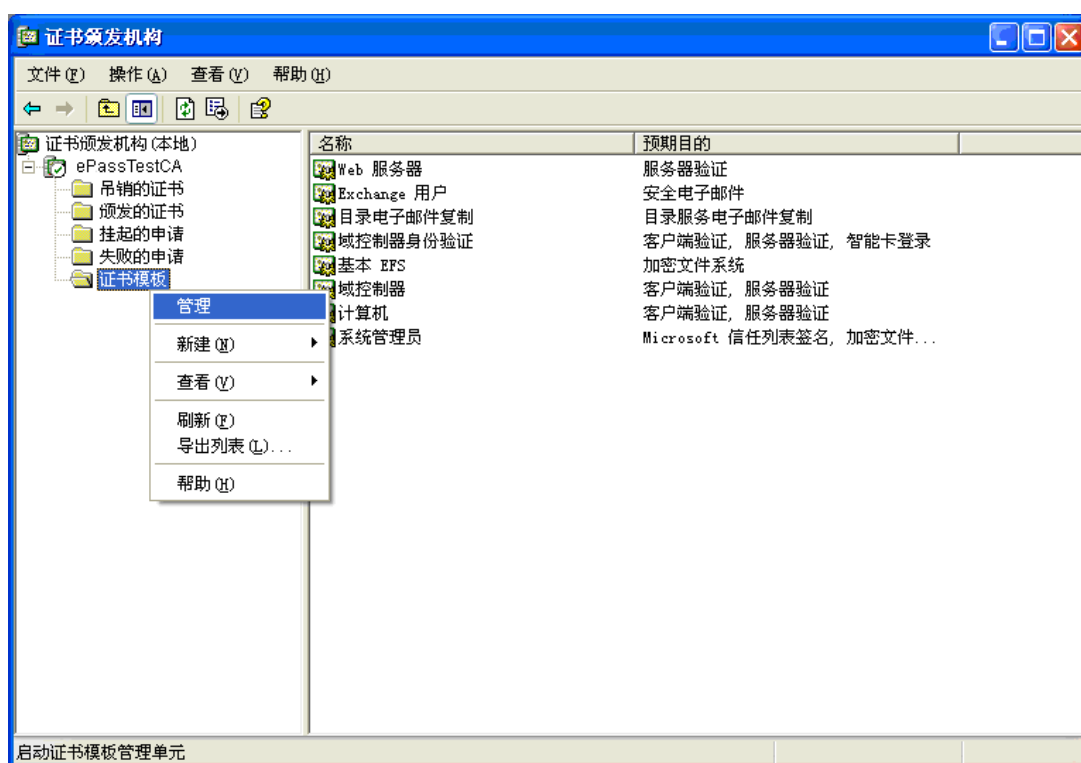 证书颁发机构
文件(F) 操作(A) 查看(V) 帮助(H)
证书颁发机构(本地)
ePassTestCA
吊销的证书
颁发的证书
挂起的申请
失败的申请
证书模板
管理
新建(N)
查看(V)
刷新(F)
导出列表(L)...
帮助(H)
名称 预期目的
Web 服务器 服务器验证
Exchange 用户 安全电子邮件
目录电子邮件复制 目录服务电子邮件复制
域控制器身份验证 客户端验证, 服务器验证, 智能卡登录
基本 EFS 加密文件系统
域控制器 客户端验证, 服务器验证
计算机 客户端验证, 服务器验证
系统管理员 Microsoft 信任列表签名, 加密文件...
启动证书模板管理单元